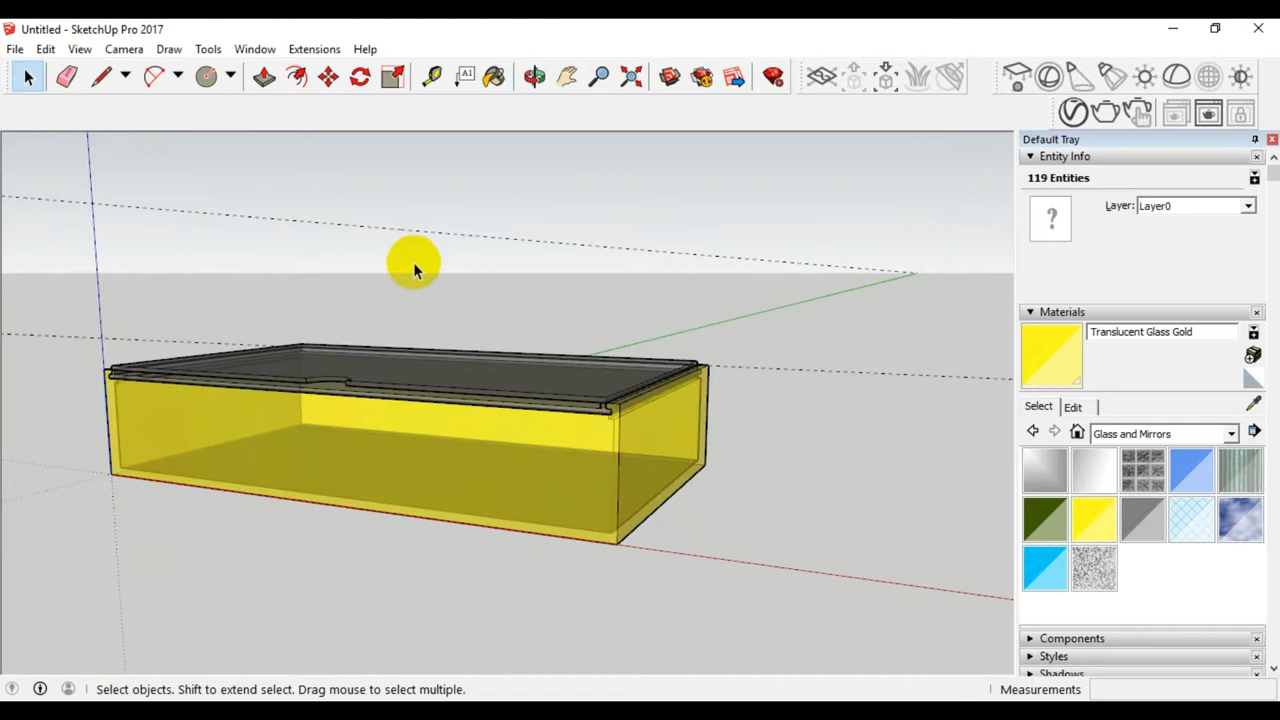 Untitled - SketchUp Pro 2017
File Edit View Camera Draw Tools Window Extensions Help
A1
Default Tray
Entity Info
119 Entities
?
Layer: Layer0
Materials
Translucent Glass Gold
Select Edit
Glass and Mirrors
Components
Styles
Shadows
Select objects. Shift to extend select. Drag mouse to select multiple.
Measurements